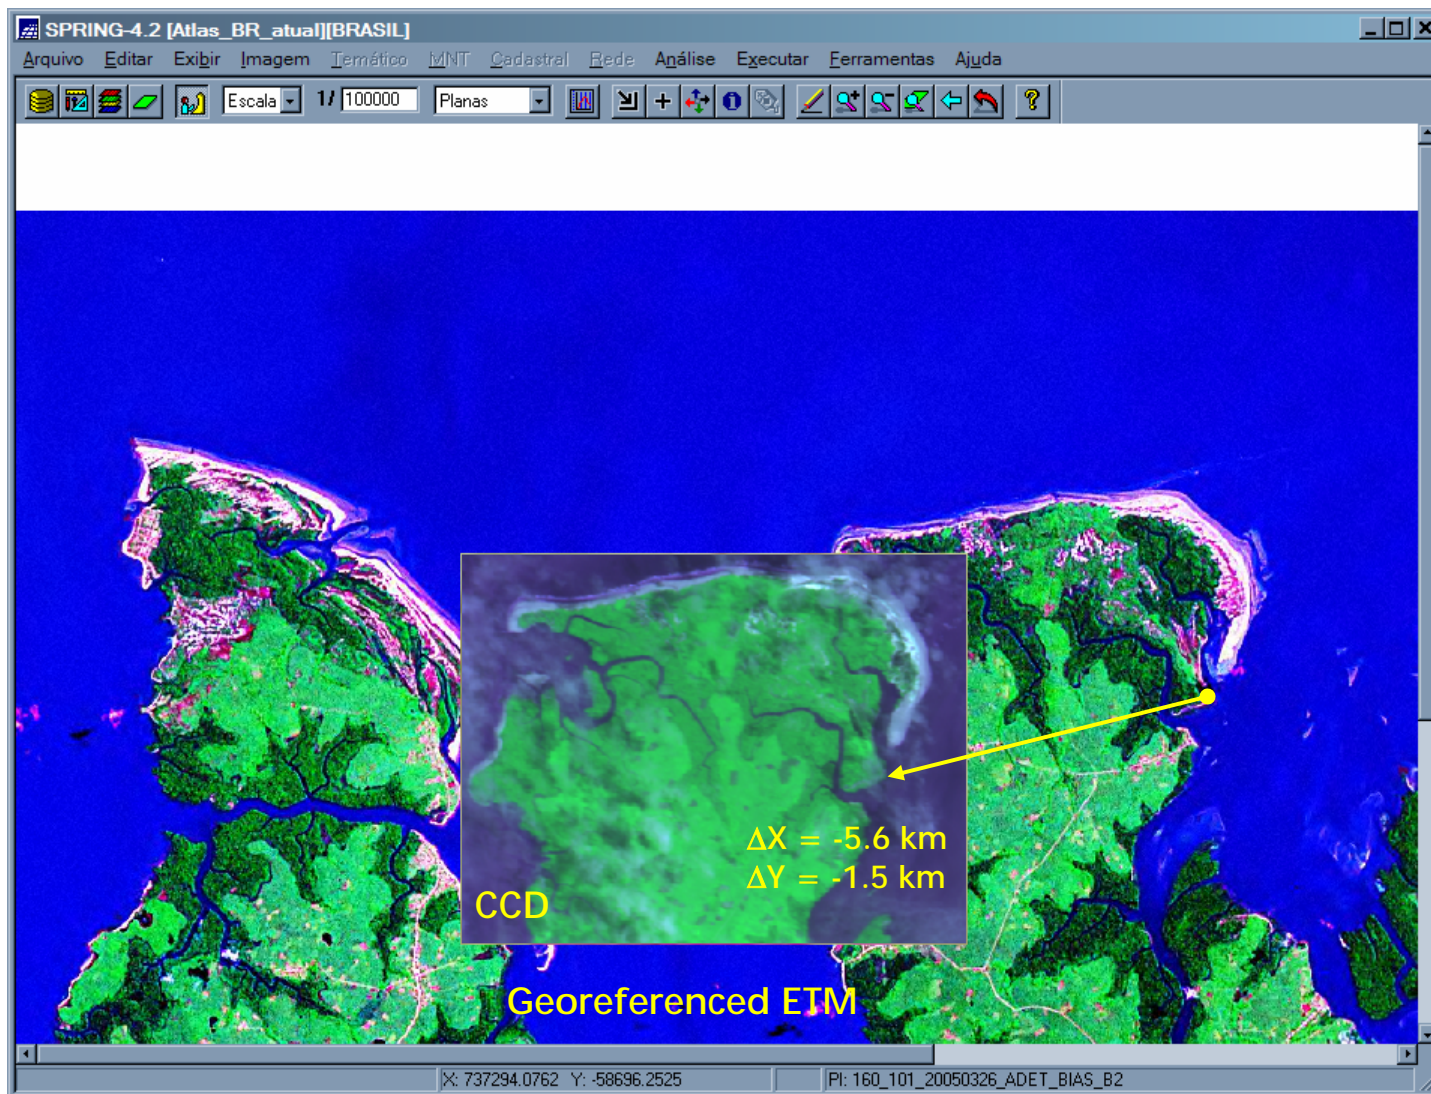 SPRING-4.2 [Atlas_BR_atual][BRASIL]
Arquivo Editar Exibir Imagem Temático MNT Cadastral Rede Análise Executar Ferramentas Ajuda
Escala 1/ 100000 Planas
ΔX = -5.6 km
ΔY = -1.5 km
CCD
Georeferenced ETM
X: 737294.0762 Y: -58696.2525 PI: 160_101_20050326_ADET_BIAS_B2